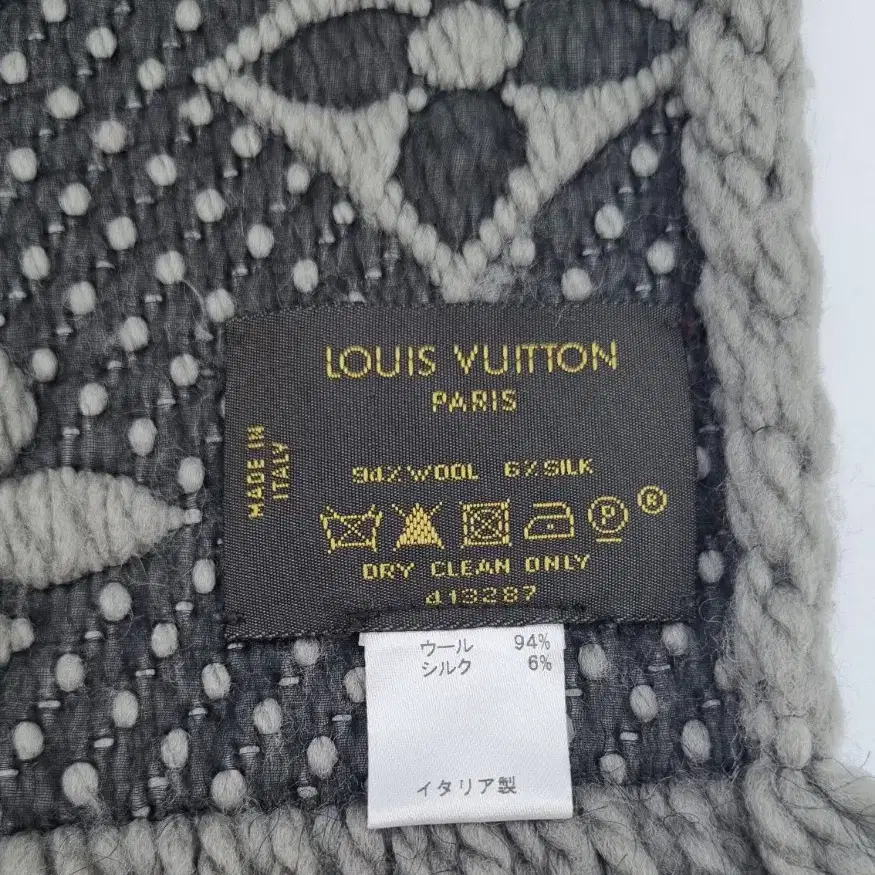 LOUIS VUITTON
PARIS
MADE IN
ITALY
94%WOOL 6%SILK
P
®
DRY CLEAN ONLY
413287
ウール 94%
シルク 6%
イタリア製